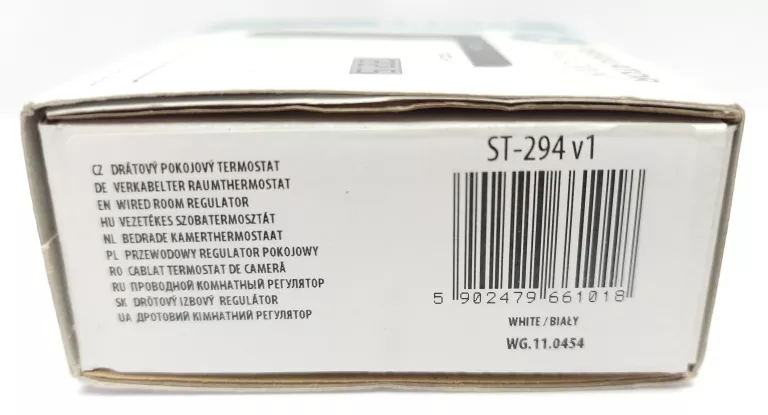 CZ DRÁTOVÝ POKOJOVÝ TERMOSTAT
DE VERKABELTER RAUMTHERMOSTAT
EN WIRED ROOM REGULATOR
HU VEZETÉKES SZOBATERMOSZTÁT
NL BEDRADE KAMERTHERMOSTAAT
PL PRZEWODOWY REGULATOR POKOJOWY
RO CABLAT TERMOSTAT DE CAMERĂ
RU ПРОВОДНОЙ КОМНАТНЫЙ РЕГУЛЯТОР
SK DRÔTOVÝ IZBOVÝ REGULÁTOR
UA ДРОТОВИЙ КІМНАТНИЙ РЕГУЛЯТОР
ST-294 v1
5 902479 661018
WHITE / BIAŁY
WG.11.0454